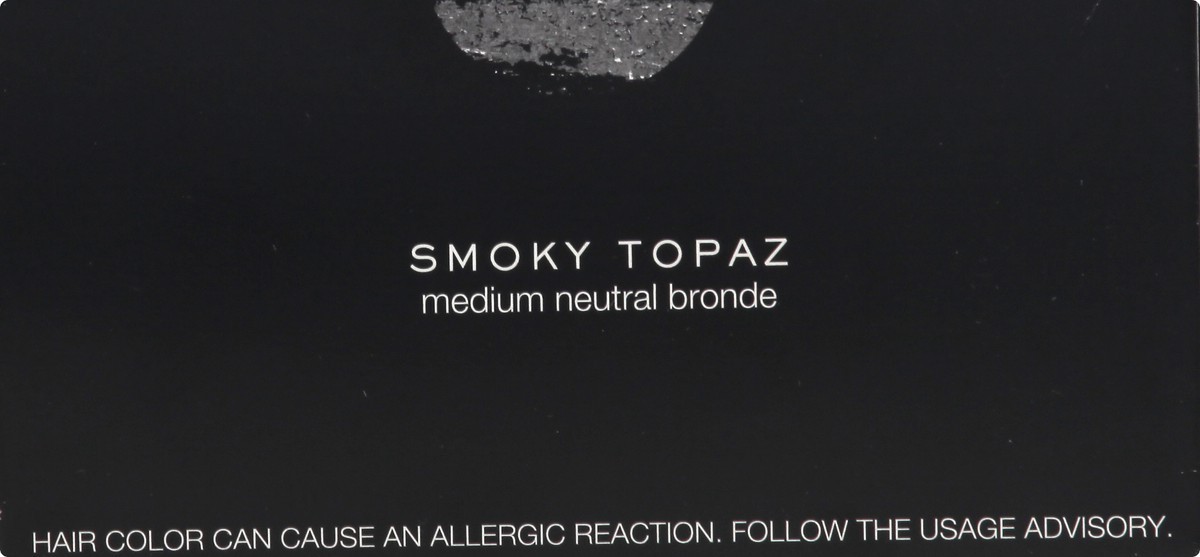 SMOKY TOPAZ
medium neutral bronde
HAIR COLOR CAN CAUSE AN ALLERGIC REACTION. FOLLOW THE USAGE ADVISORY.